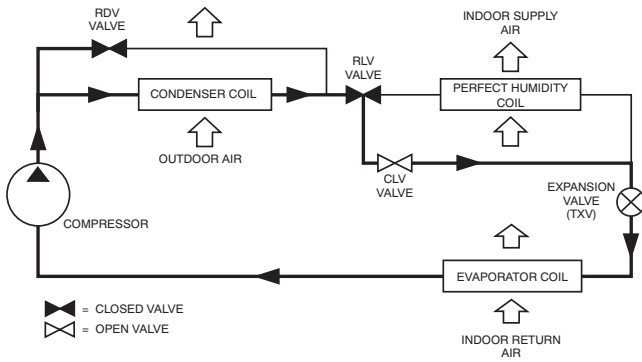 RDV
VALVE
INDOOR SUPPLY
AIR
RLV
VALVE
CONDENSER COIL
PERFECT HUMIDITY
COIL
OUTDOOR AIR
CLV
VALVE
EXPANSION
VALVE
(TXV)
COMPRESSOR
EVAPORATOR COIL
= CLOSED VALVE
= OPEN VALVE
INDOOR RETURN
AIR